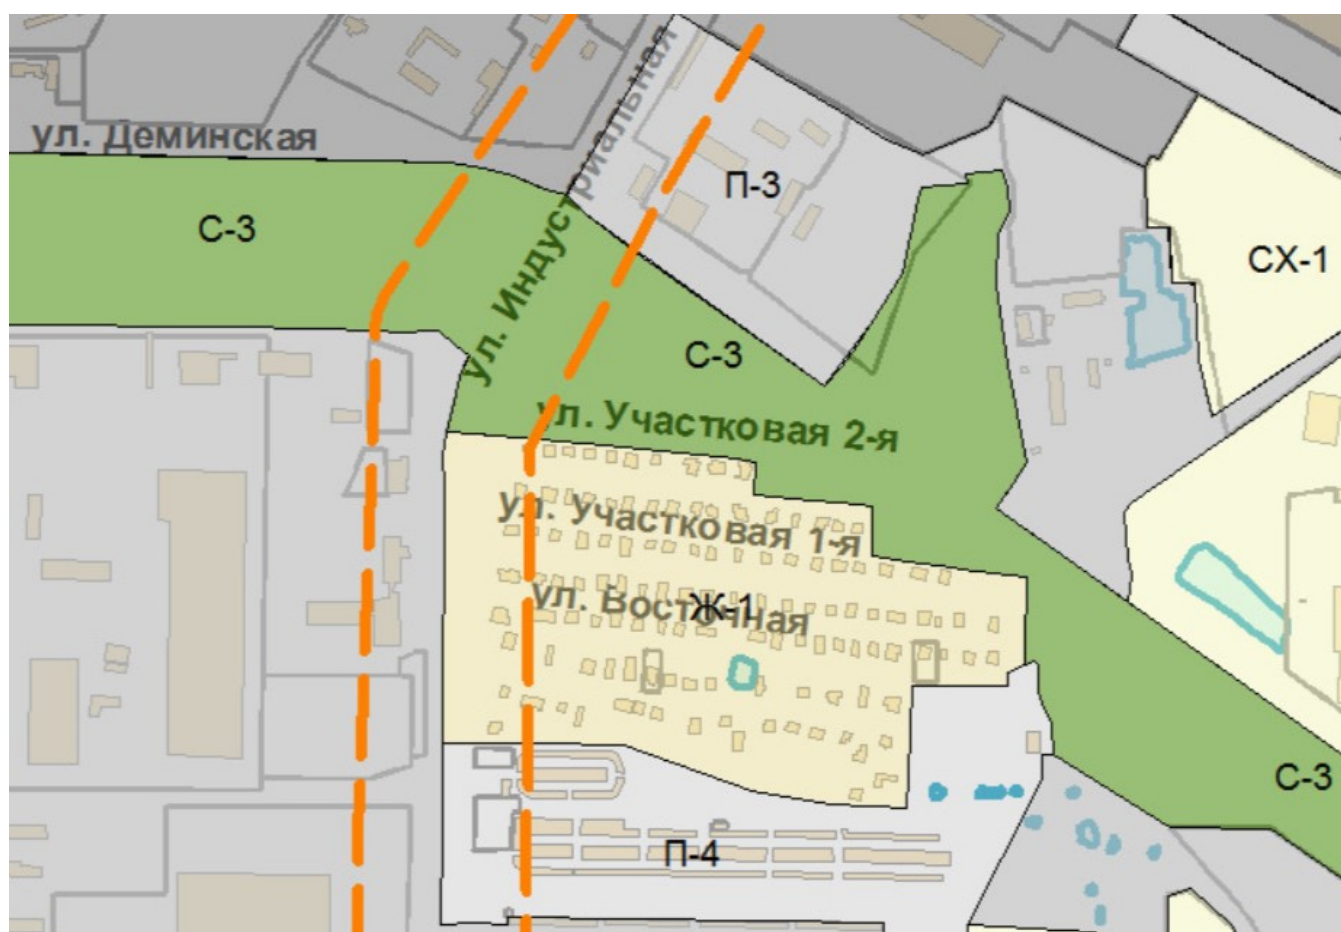 ул. Деминская
ул. Индустриальная
П-3
С-3
СХ-1
С-3
ул. Участковая 2-я
ул. Участковая 1-я
ул. Восточная
Ж-1
С-3
П-4